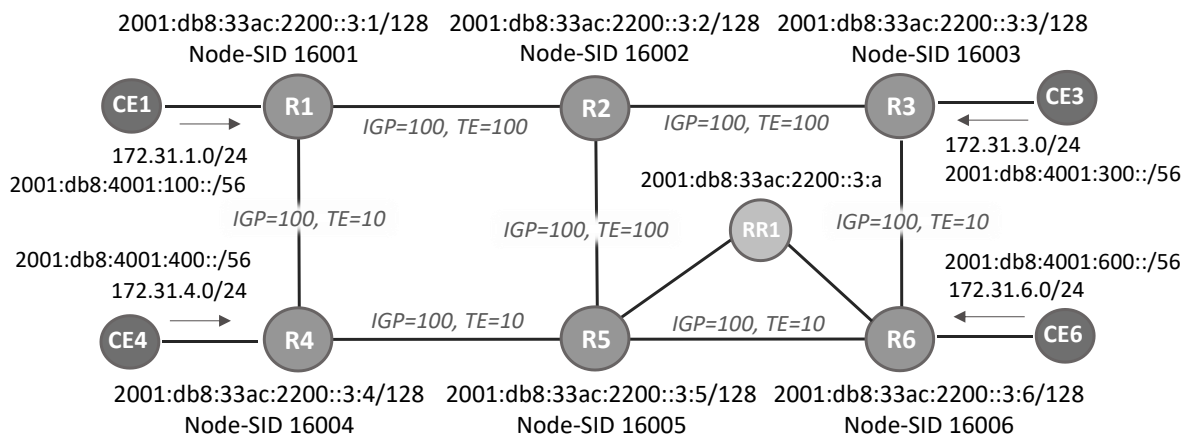 2001:db8:33ac:2200::3:1/128
Node-SID 16001
2001:db8:33ac:2200::3:2/128
Node-SID 16002
2001:db8:33ac:2200::3:3/128
Node-SID 16003
CE1
R1
R2
R3
CE3
IGP=100, TE=100
IGP=100, TE=100
172.31.1.0/24
2001:db8:4001:100::/56
172.31.3.0/24
2001:db8:4001:300::/56
2001:db8:33ac:2200::3:a
IGP=100, TE=10
IGP=100, TE=100
RR1
IGP=100, TE=10
2001:db8:4001:400::/56
172.31.4.0/24
2001:db8:4001:600::/56
172.31.6.0/24
CE4
R4
IGP=100, TE=10
R5
IGP=100, TE=10
R6
CE6
2001:db8:33ac:2200::3:4/128
Node-SID 16004
2001:db8:33ac:2200::3:5/128
Node-SID 16005
2001:db8:33ac:2200::3:6/128
Node-SID 16006